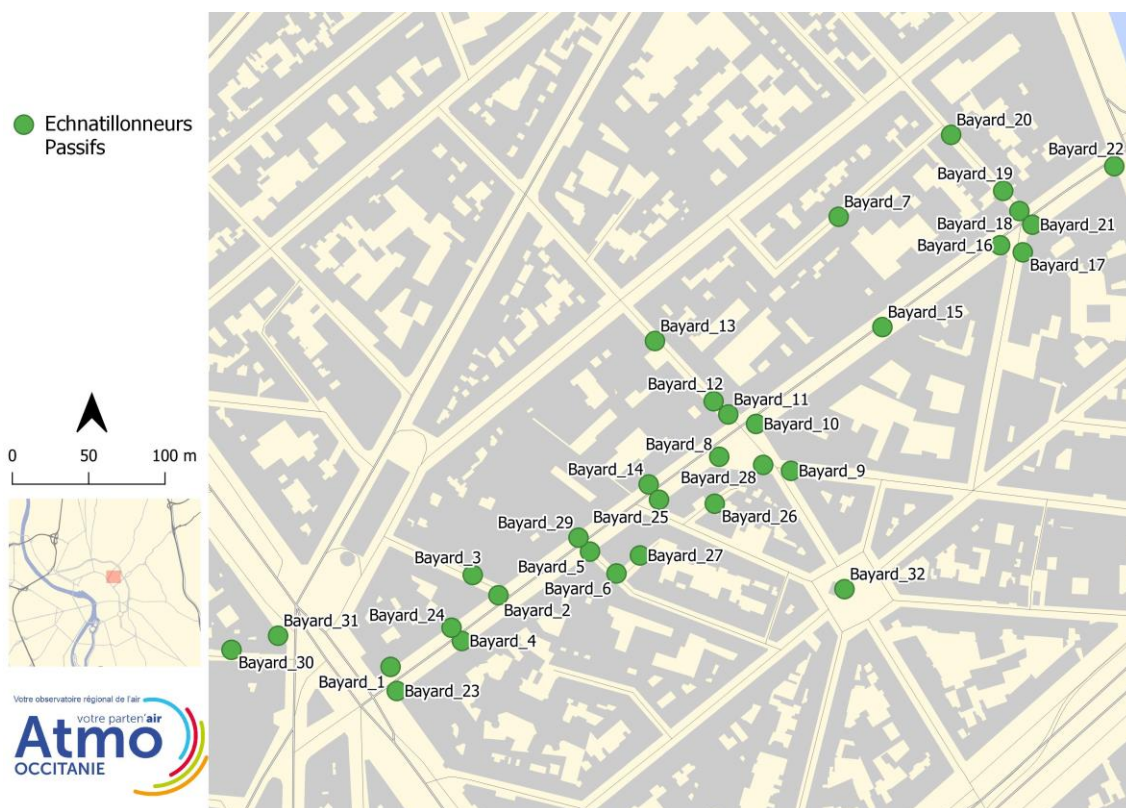 Echnatillonneurs
Passifs
0 50 100 m
Votre observatoire régional de l'air
votre parten'air
Atmo
OCCITANIE
Bayard_20
Bayard_22
Bayard_19
Bayard_7
Bayard_18
Bayard_21
Bayard_16
Bayard_17
Bayard_15
Bayard_13
Bayard_12
Bayard_11
Bayard_10
Bayard_8
Bayard_14
Bayard_28
Bayard_9
Bayard_25
Bayard_26
Bayard_29
Bayard_3
Bayard_5
Bayard_27
Bayard_6
Bayard_32
Bayard_24
Bayard_2
Bayard_31
Bayard_4
Bayard_30
Bayard_1
Bayard_23